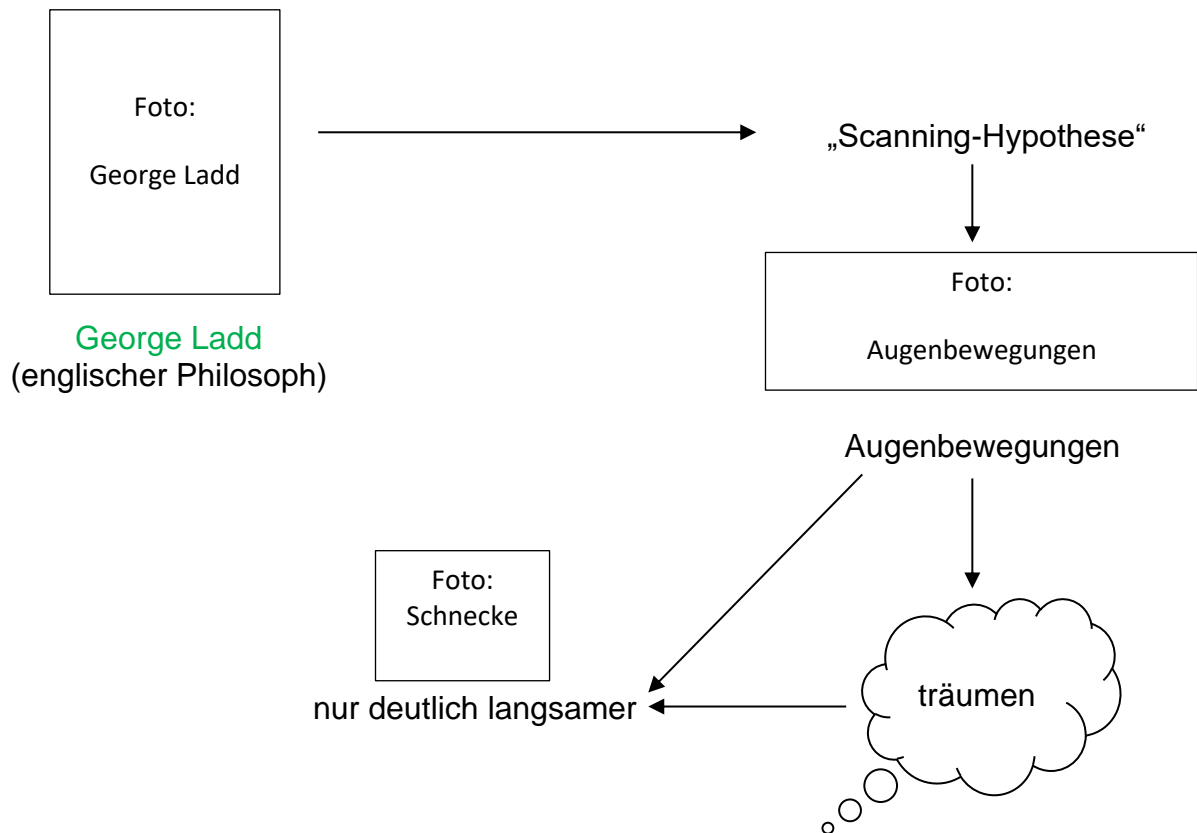 Foto:
George Ladd
George Ladd
(englischer Philosoph)
„Scanning-Hypothese“
Foto:
Augenbewegungen
Augenbewegungen
Foto:
Schnecke
nur deutlich langsamer
träumen